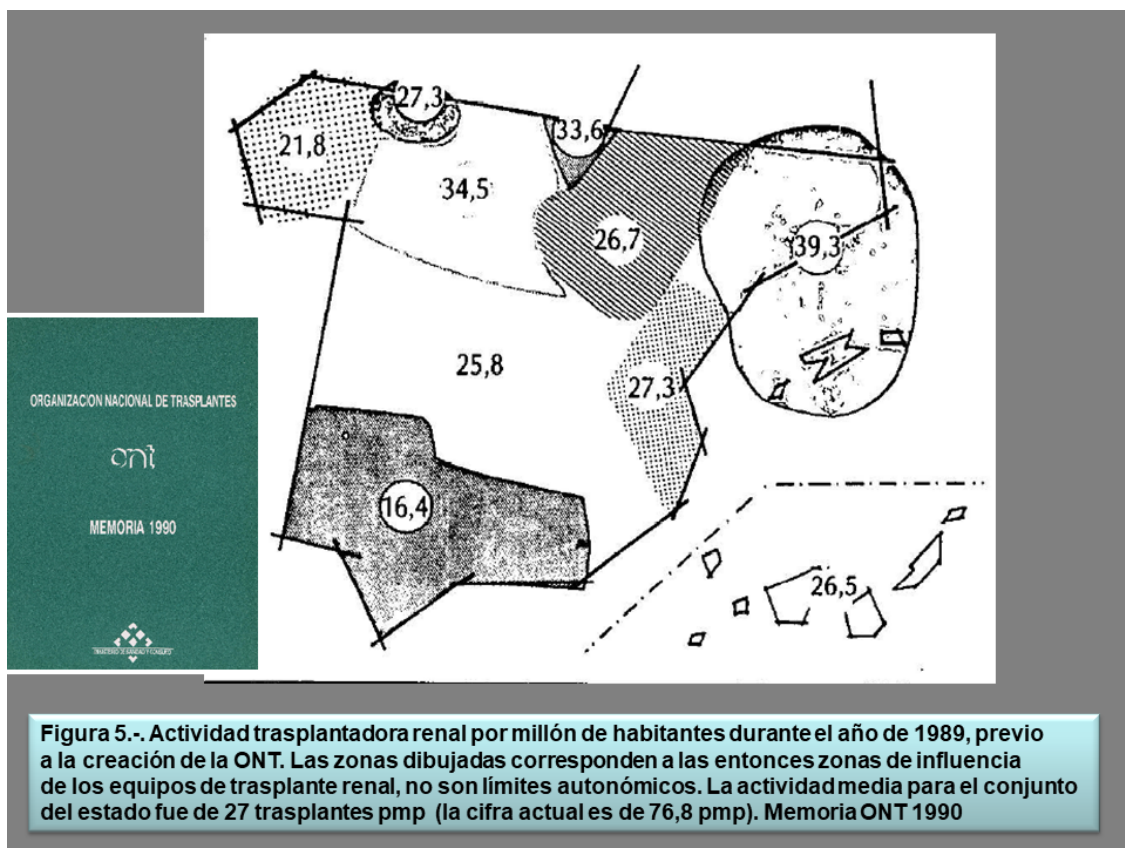 27,3
33,6
21,8
34,5
26,7
39,3
25,8
27,3
16,4
26,5
ORGANIZACION NACIONAL DE TRASPLANTES
ont
MEMORIA 1990
MINISTERIO DE SANIDAD Y CONSUMO
Figura 5.-. Actividad trasplantadora renal por millón de habitantes durante el año de 1989, previo
a la creación de la ONT. Las zonas dibujadas corresponden a las entonces zonas de influencia
de los equipos de trasplante renal, no son límites autonómicos. La actividad media para el conjunto
del estado fue de 27 trasplantes pmp (la cifra actual es de 76,8 pmp). Memoria ONT 1990